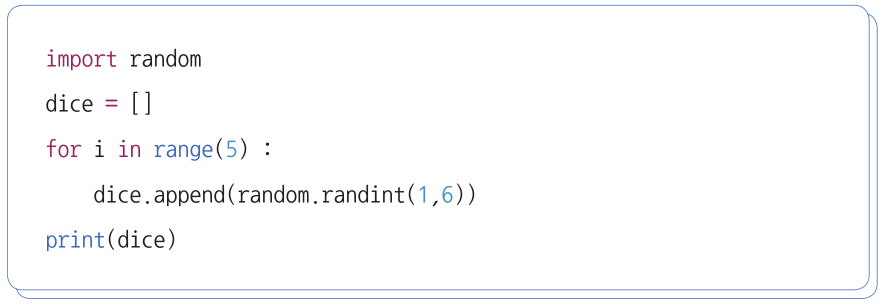 import random
dice = []
for i in range(5) :
    dice.append(random.randint(1,6))
print(dice)